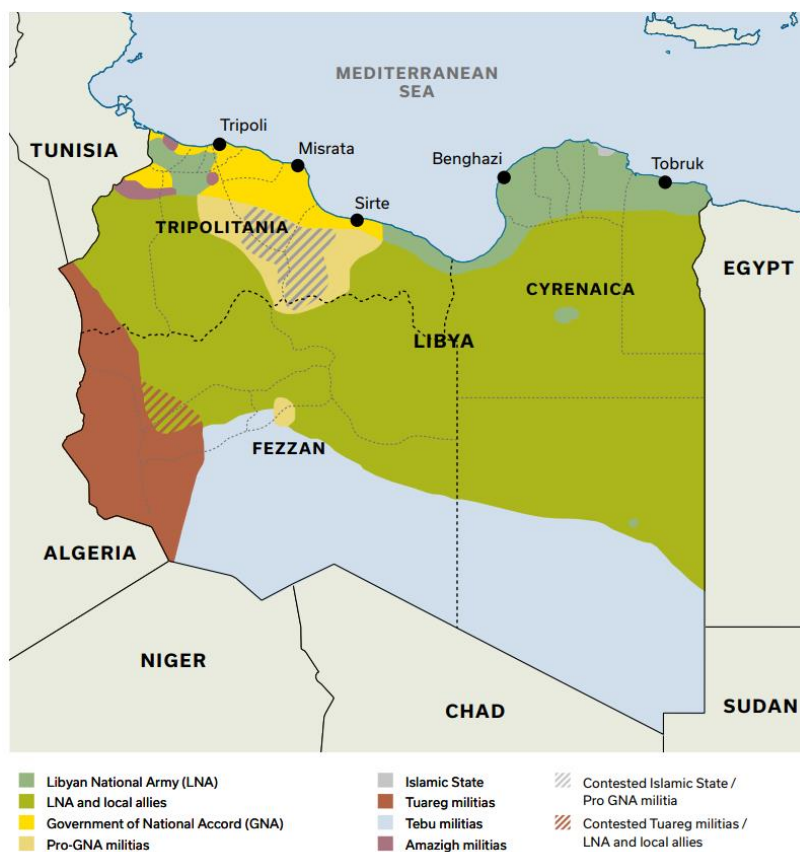 MEDITERRANEAN
SEA
Tripoli
TUNISIA
Misrata
Benghazi
Tobruk
Sirte
TRIPOLITANIA
EGYPT
CYRENAICA
LIBYA
FEZZAN
ALGERIA
NIGER
CHAD
SUDAN
Libyan National Army (LNA)
LNA and local allies
Government of National Accord (GNA)
Pro-GNA militias
Islamic State
Tuareg militias
Tebu militias
Amazigh militias
Contested Islamic State /
Pro GNA militia
Contested Tuareg militias /
LNA and local allies